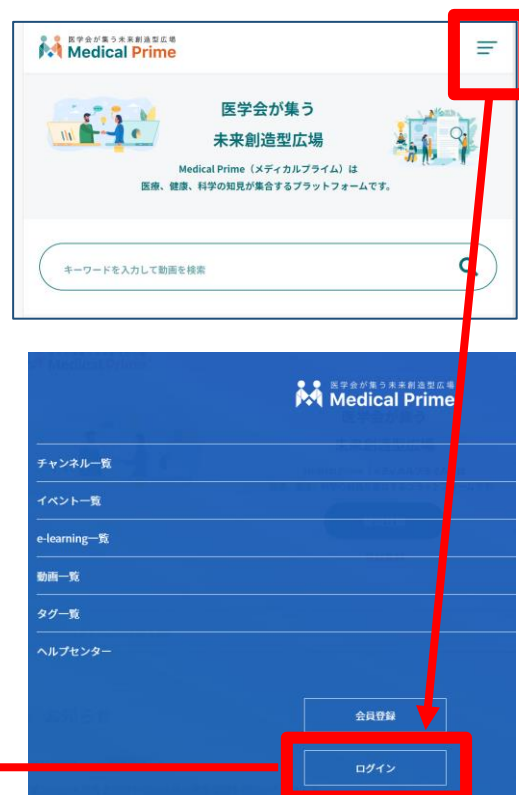 医学会が集う未来創造型広場
Medical Prime
医学会が集う
未来創造型広場
Medical Prime（メディカルプライム）は
医療、健康、科学の知見が集合するプラットフォームです。
キーワードを入力して動画を検索
医学会が集う未来創造型広場
Medical Prime
チャンネル一覧
イベント一覧
e-learning一覧
動画一覧
タグ一覧
ヘルプセンター
会員登録
ログイン